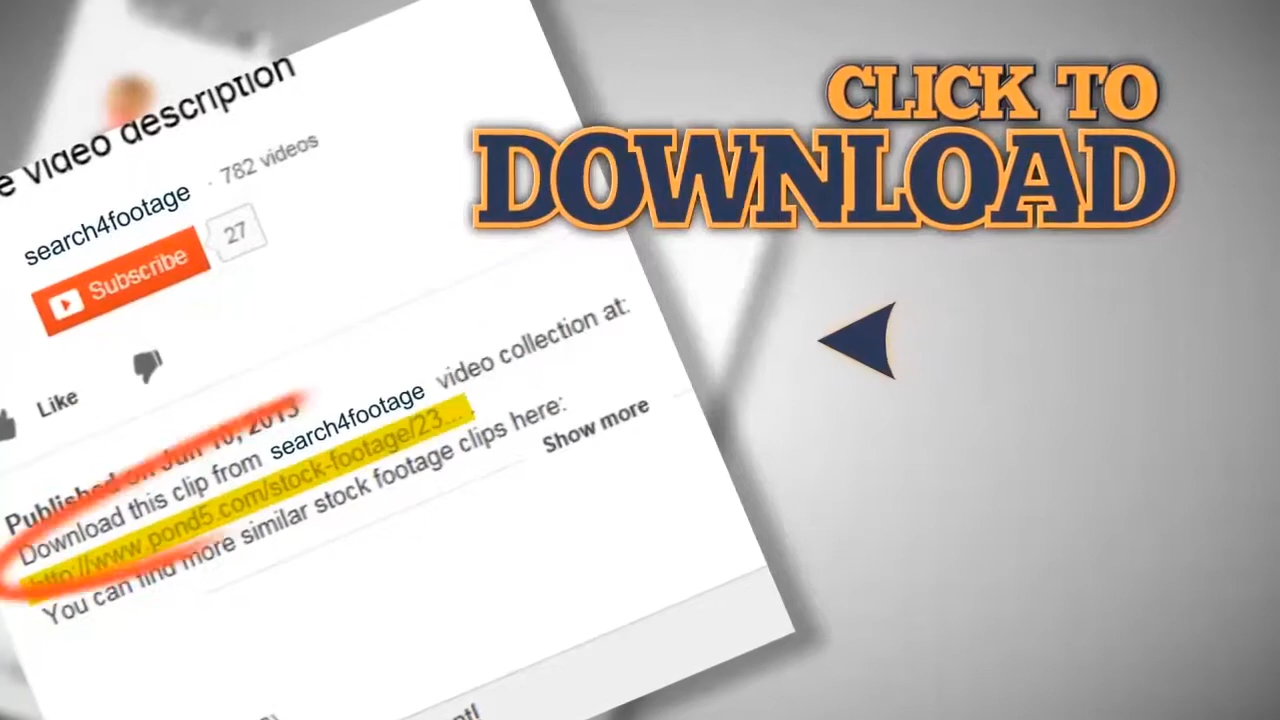 CLICK TO
DOWNLOAD
e video description
search4footage · 782 videos
Subscribe 27
Like
Published on Jun 10, 2013
Download this clip from search4footage video collection at:
http://www.pond5.com/stock-footage/23...
You can find more similar stock footage clips here:
Show more